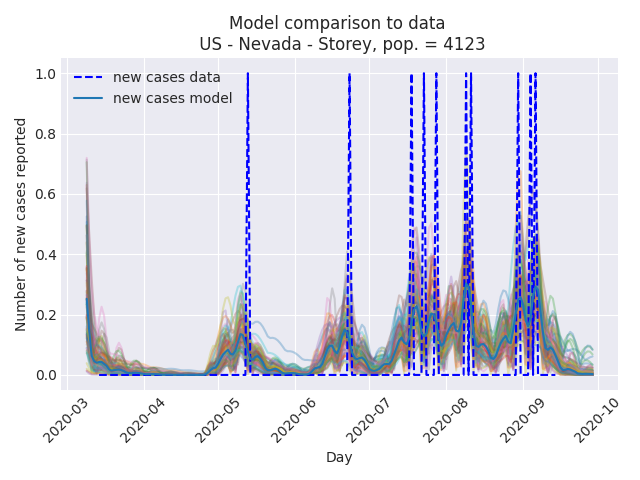 Model comparison to data
US - Nevada - Storey, pop. = 4123
new cases data
new cases model
Number of new cases reported
1.0
0.8
0.6
0.4
0.2
0.0
2020-03
2020-04
2020-05
2020-06
2020-07
2020-08
2020-09
2020-10
Day